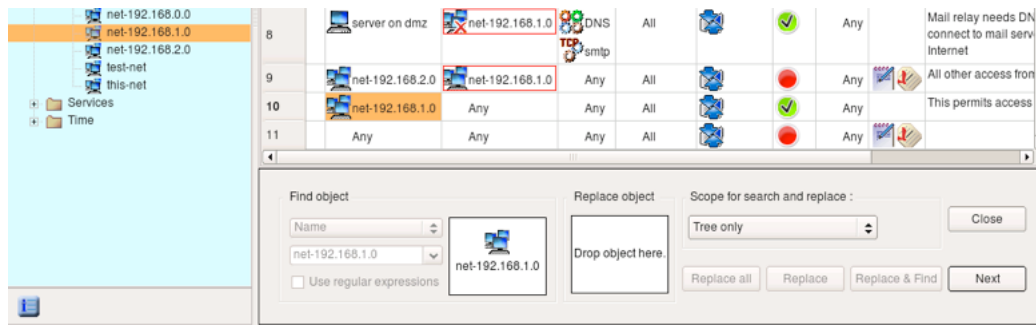 net-192.168.0.0
net-192.168.1.0
net-192.168.2.0
test-net
this-net
Services
Time
8 server on dmz net-192.168.1.0 DNS All Any Mail relay needs DN
connect to mail serv
TCP smtp Internet
9 net-192.168.2.0 net-192.168.1.0 Any All Any All other access from
10 net-192.168.1.0 Any Any All Any This permits access
11 Any Any Any All Any
Find object Replace object Scope for search and replace :
Name Tree only Close
net-192.168.1.0 net-192.168.1.0 Drop object here.
Use regular expressions Replace all Replace Replace & Find Next